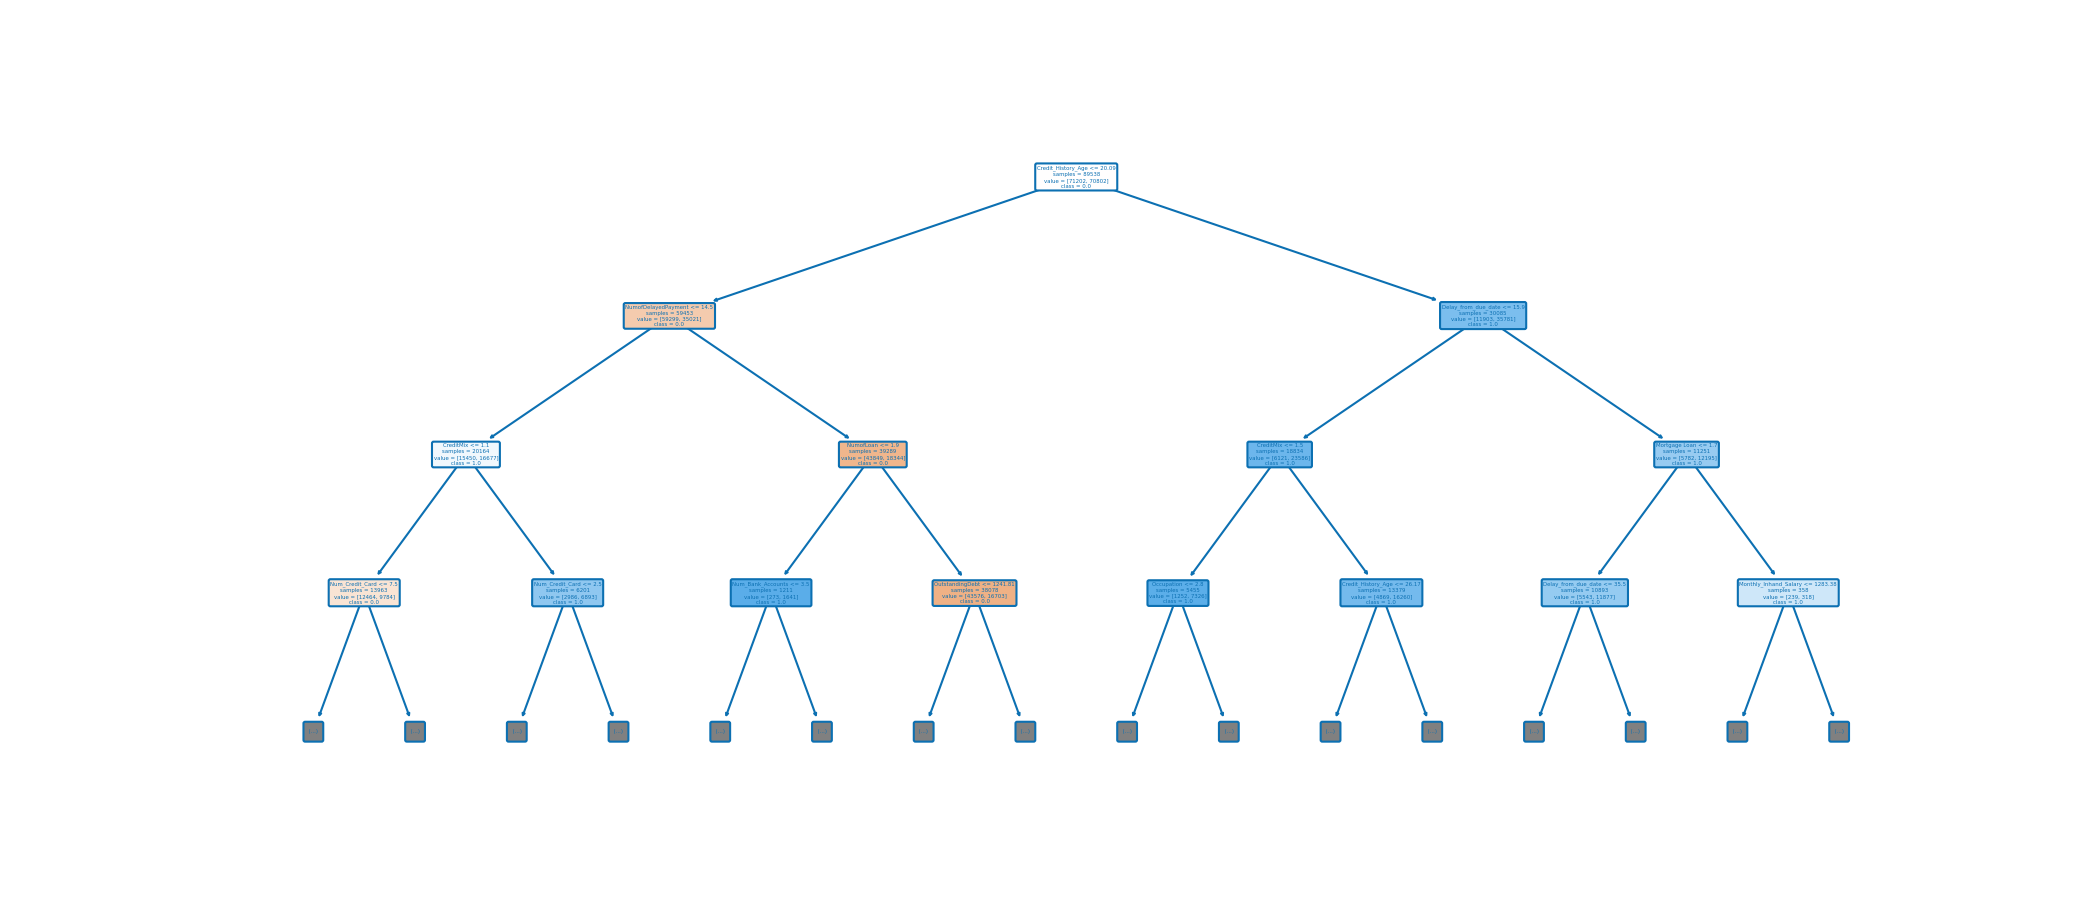 Credit_History_Age <= 20.09
samples = 89538
value = [71202, 70802]
class = 0.0
NumofDelayedPayment <= 14.5
samples = 59453
value = [59299, 35021]
class = 0.0
Delay_from_due_date <= 15.9
samples = 30085
value = [11903, 35781]
class = 1.0
CreditMix <= 1.1
samples = 20164
value = [15450, 16677]
class = 1.0
NumofLoan <= 1.0
samples = 39289
value = [43849, 18344]
class = 0.0
CreditMix <= 1.5
samples = 18834
value = [6121, 23586]
class = 1.0
Mortgage Loan <= 1.
samples = 11251
value = [5782, 12195]
class = 1.0
Num_Credit_Card <= 7.5
samples = 13963
value = [12464, 9784]
class = 0.0
Num_Credit_Card <= 2.5
samples = 6201
value = [2986, 6893]
class = 1.0
Num_Bank_Accounts <= 5.5
samples = 1211
value = [273, 1641]
class = 1.0
OutstandingDebt <= 1241.81
samples = 38078
value = [43576, 16703]
class = 0.0
Occupation <= 2.6
samples = 5455
value = [1252, 7326]
class = 1.0
Credit_History_Age <= 26.17
samples = 13379
value = [4869, 16260]
class = 1.0
Delay_from_due_date <= 35.5
samples = 10893
value = [5543, 11877]
class = 1.0
Monthly_Inhand_Salary <= 1283.38
samples = 358
value = [239, 318]
class = 1.0